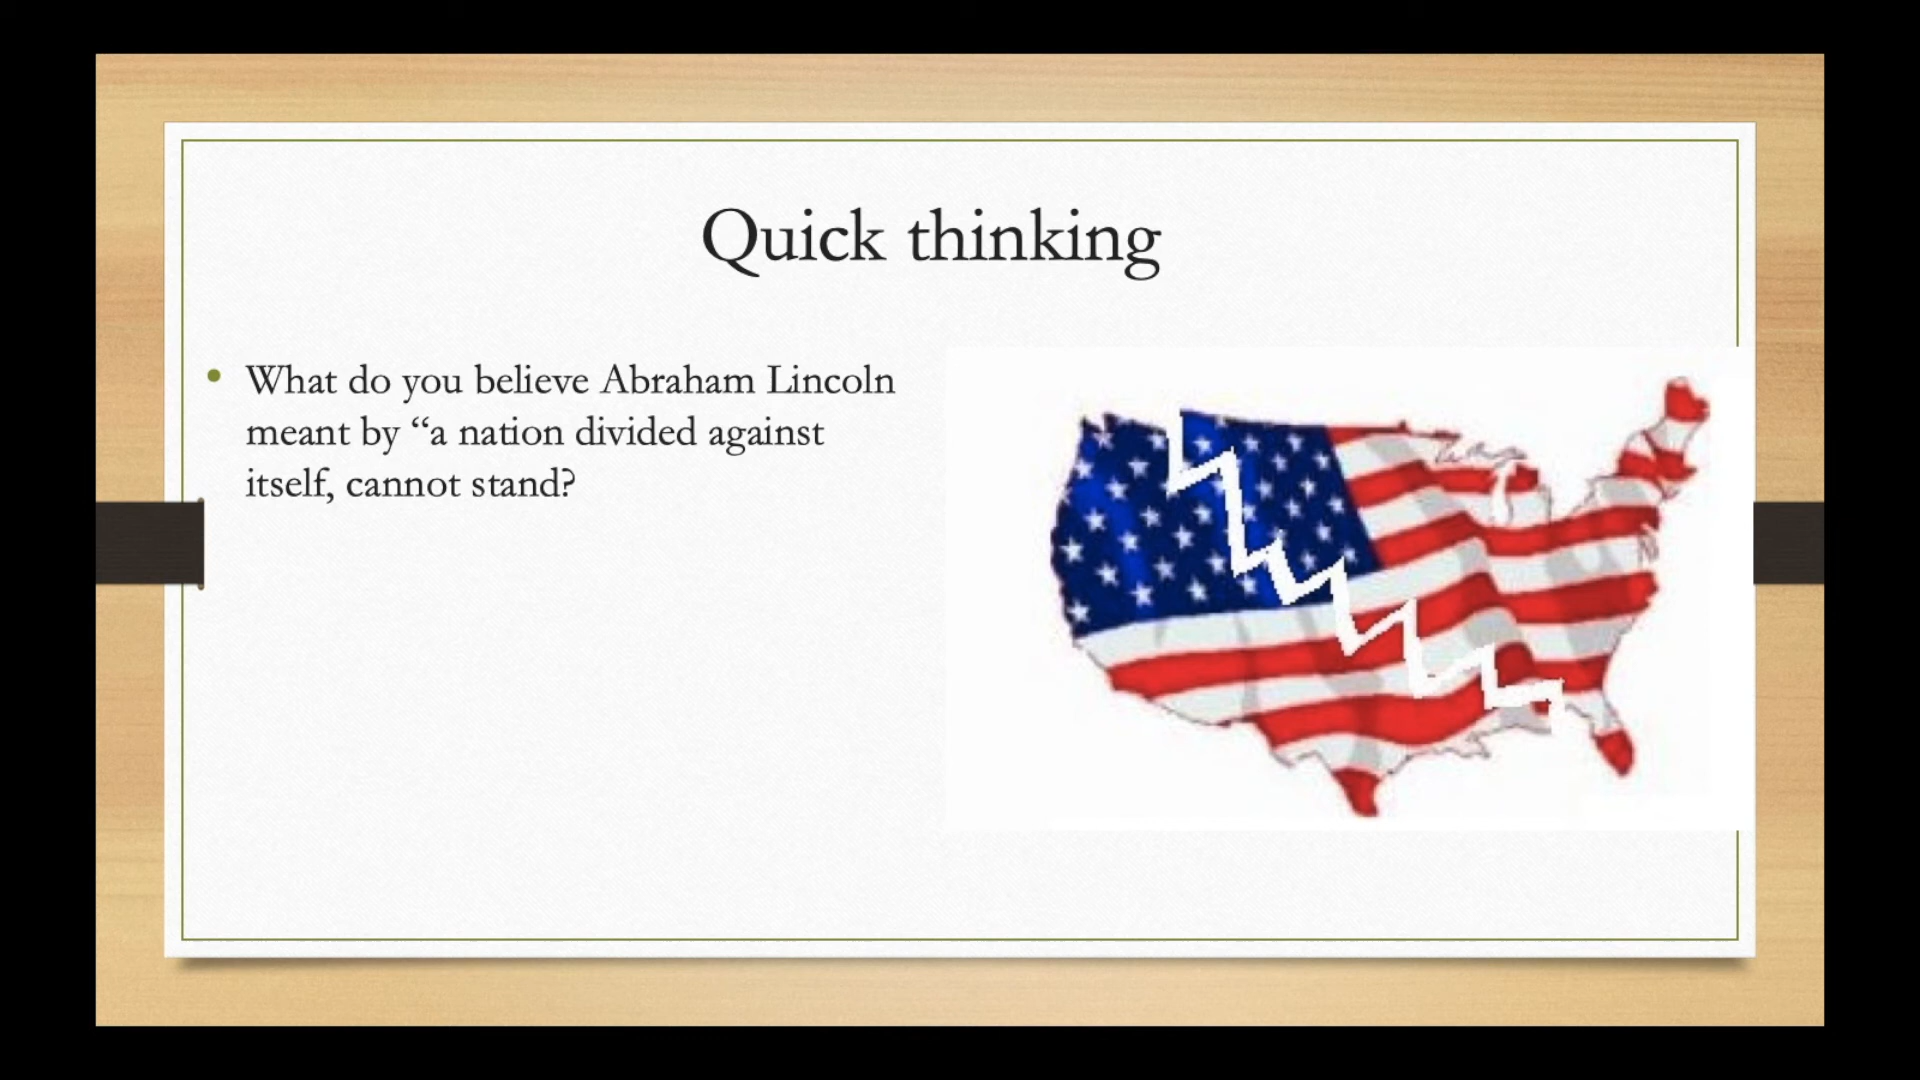 Quick thinking
• What do you believe Abraham Lincoln
meant by “a nation divided against
itself, cannot stand?